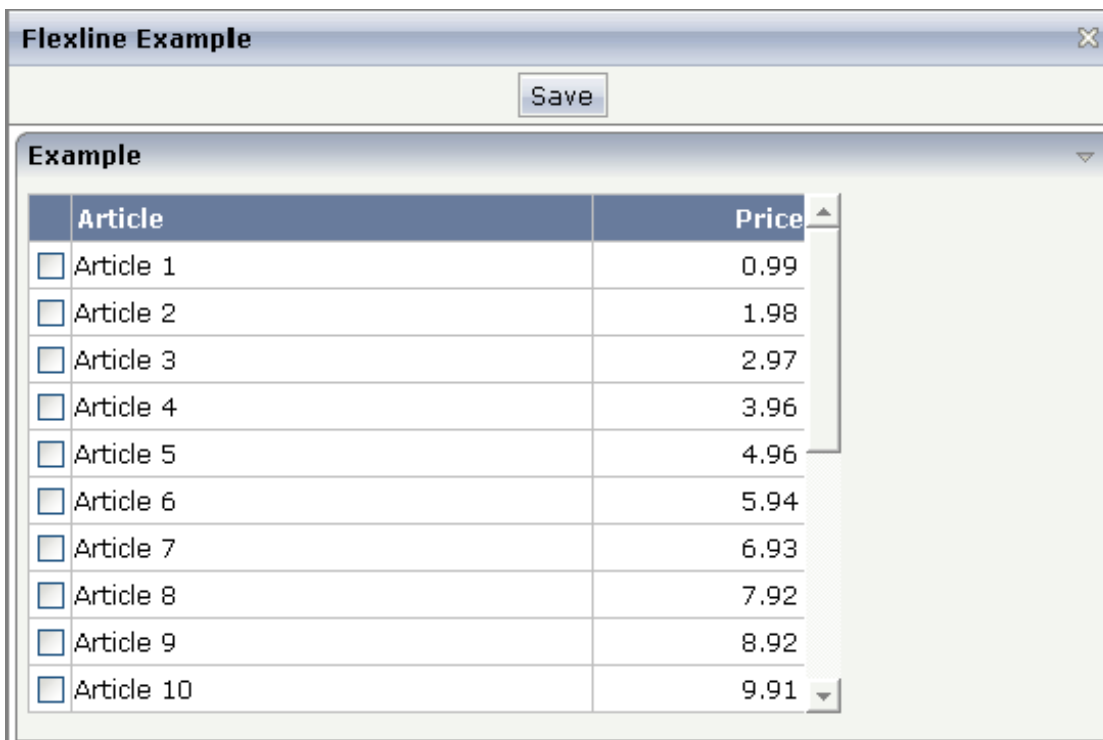 Flexline Example
Save
Example
Article Price
Article 1 0.99
Article 2 1.98
Article 3 2.97
Article 4 3.96
Article 5 4.96
Article 6 5.94
Article 7 6.93
Article 8 7.92
Article 9 8.92
Article 10 9.91